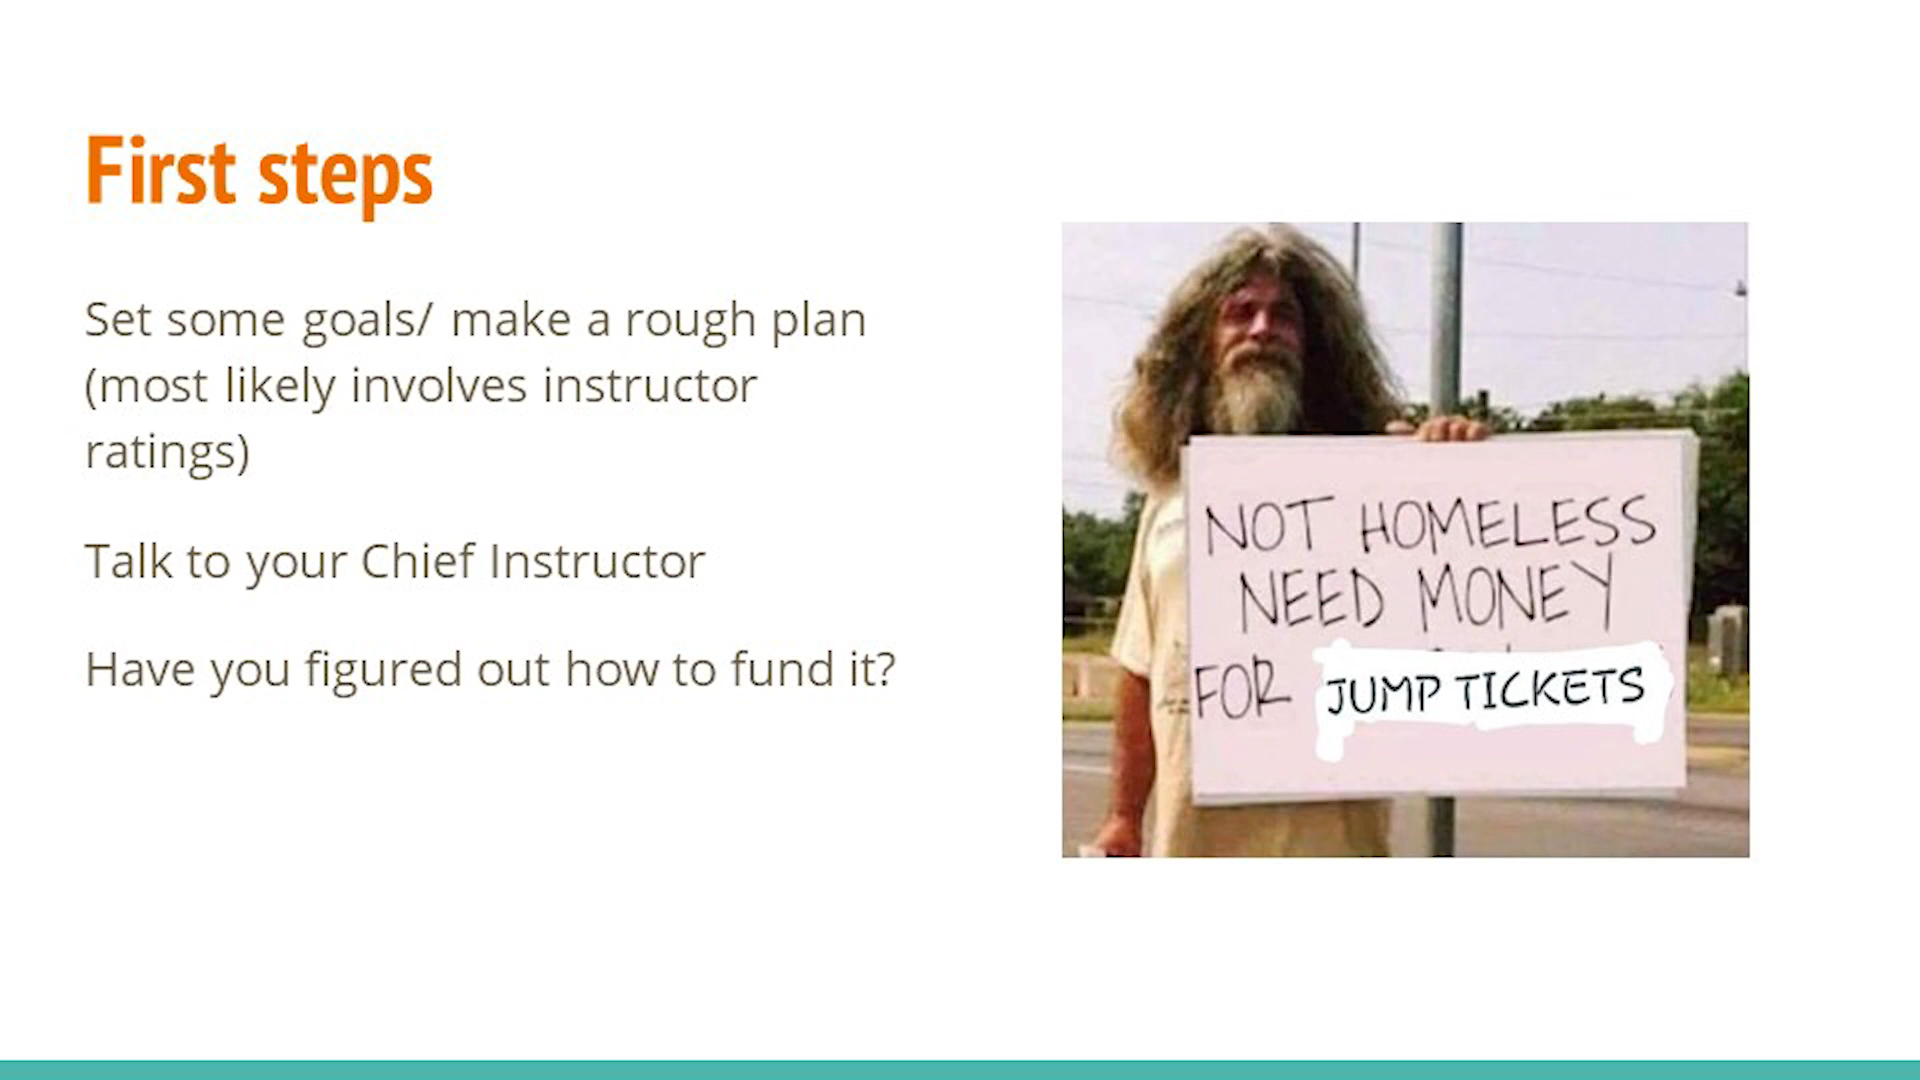 First steps
Set some goals/ make a rough plan
(most likely involves instructor
ratings)
Talk to your Chief Instructor
Have you figured out how to fund it?
NOT HOMELESS
NEED MONEY
FOR JUMP TICKETS